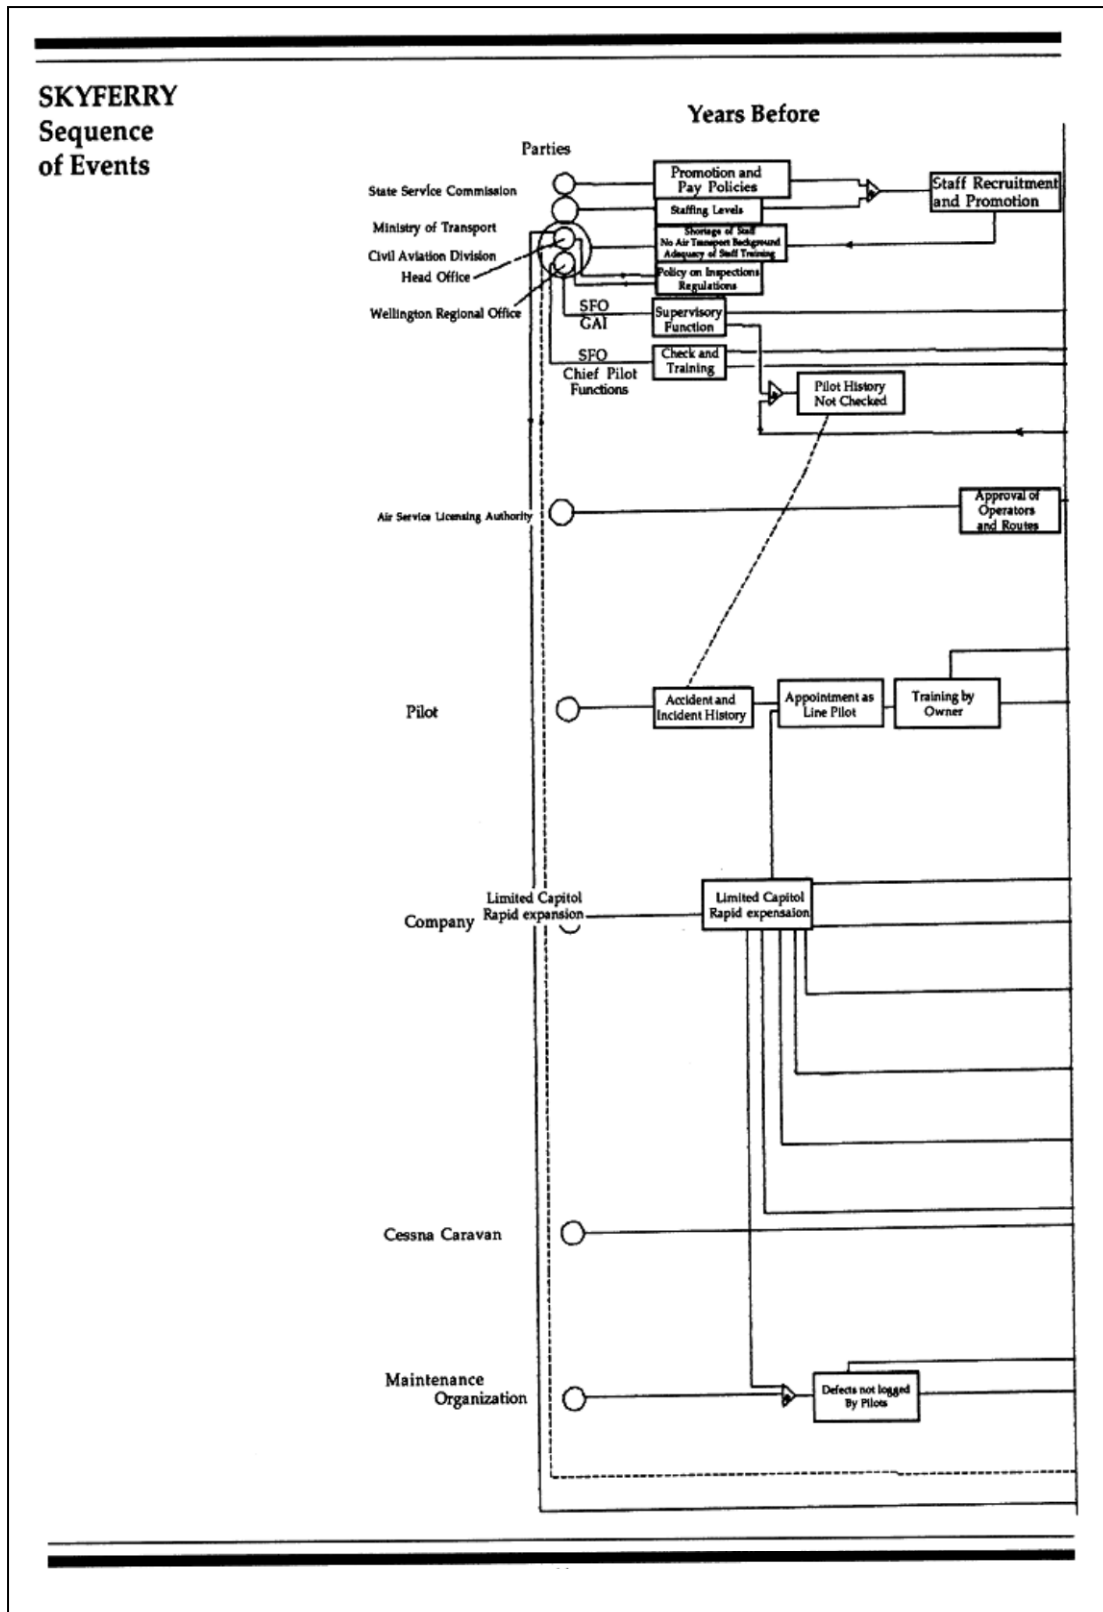 SKYFERRY
Sequence
of Events
Years Before
Parties
State Service Commission
Promotion and
Pay Policies
Staff Recruitment
and Promotion
Ministry of Transport
Staffing Levels
Civil Aviation Division
Shortage of Staff
No Air Transport Background
Adequacy of Staff Training
Head Office
Policy on Inspections
Regulations
Wellington Regional Office
SFO
GAI
Supervisory
Function
SFO
Chief Pilot
Functions
Check and
Training
Pilot History
Not Checked
Air Service Licensing Authority
Approval of
Operators
and Routes
Pilot
Accident and
Incident History
Appointment as
Line Pilot
Training by
Owner
Company
Limited Capitol
Rapid expansion
Limited Capitol
Rapid expensaion
Cessna Caravan
Maintenance
Organization
Defects not logged
By Pilots